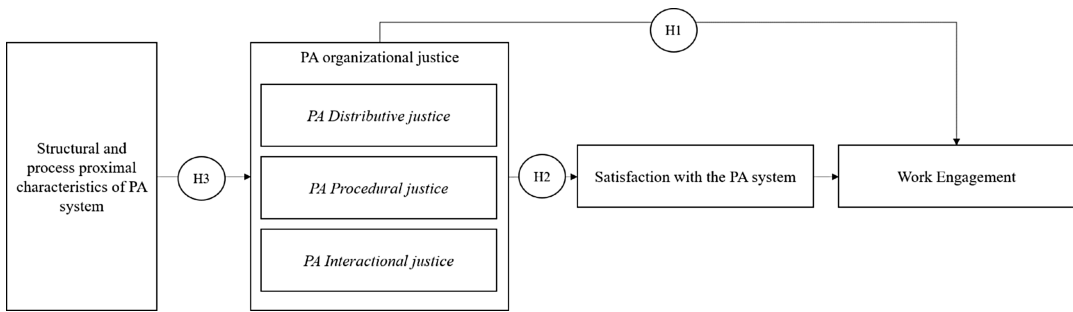 H1
PA organizational justice
PA Distributive justice
Structural and
process proximal
characteristics of PA
system
H3
PA Procedural justice
H2
Satisfaction with the PA system
Work Engagement
PA Interactional justice